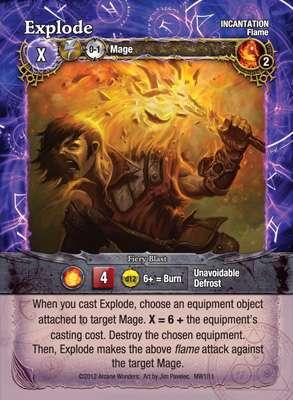 Explode
INCANTATION
Flame
X
0-1
Mage
2
Fiery Blast
4
d12
6+ = Burn
Unavoidable
Defrost
When you cast Explode, choose an equipment object
attached to target Mage. X = 6 + the equipment's
casting cost. Destroy the chosen equipment.
Then, Explode makes the above flame attack against
the target Mage.
©2012 Arcane Wonders. Art by Jim Pavelec. MW1I11